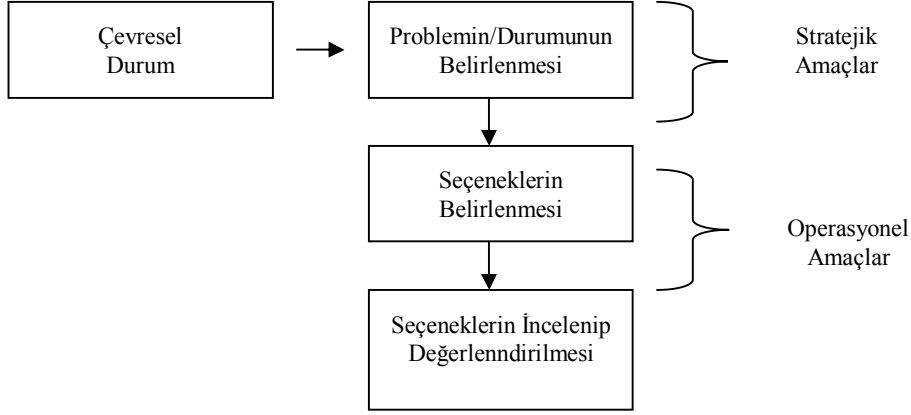 Çevresel
Durum
Problemin/Durumunun
Belirlenmesi
Stratejik
Amaçlar
Seçeneklerin
Belirlenmesi
Operasyonel
Amaçlar
Seçeneklerin İncelenip
Değerlenndirilmesi